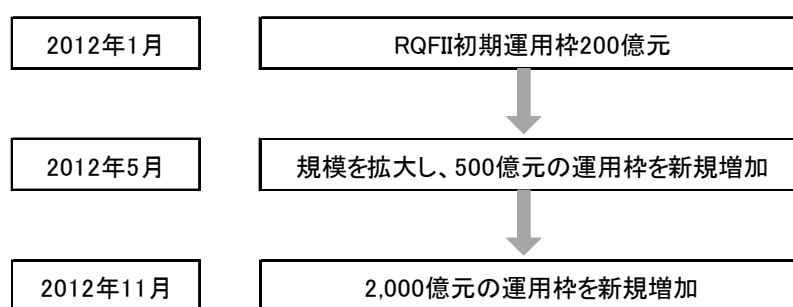 2012年1月
RQFII初期運用枠200億元
2012年5月
規模を拡大し、500億元の運用枠を新規増加
2012年11月
2,000億元の運用枠を新規増加